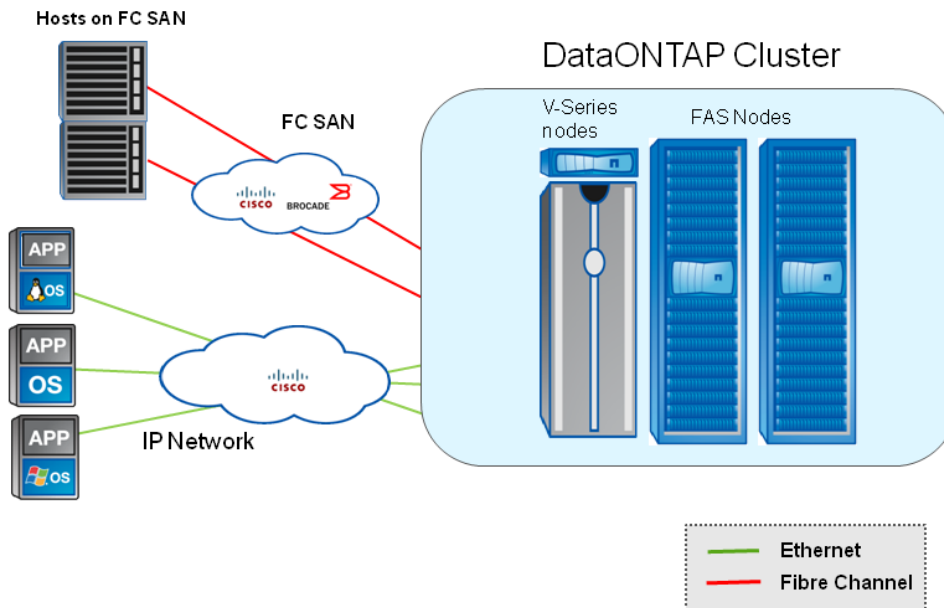 Hosts on FC SAN
DataONTAP Cluster
FC SAN
V-Series
nodes
FAS Nodes
CISCO
BROCADE
APP
OS
APP
OS
CISCO
APP
OS
IP Network
Ethernet
Fibre Channel